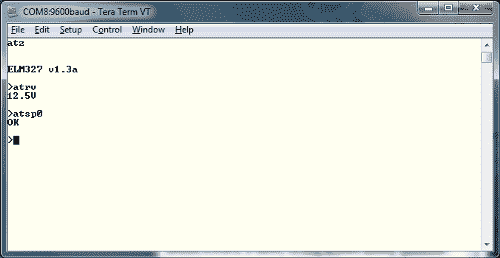 COM8:9600baud - Tera Term VT
File Edit Setup Control Window Help
atz
ELM327 v1.3a
>atrv
12.5V
>atsp0
OK
>